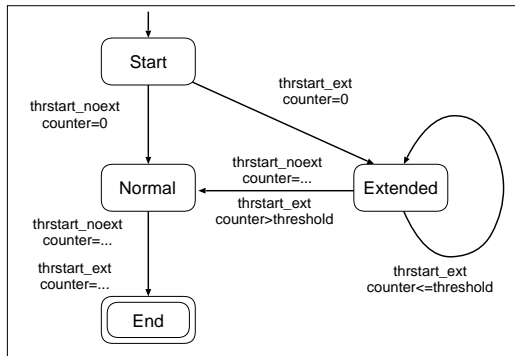 Start
thrstart_noext
counter=0
thrstart_ext
counter=0
Normal
thrstart_noext
counter=...
thrstart_ext
counter>threshold
Extended
thrstart_noext
counter=...
thrstart_ext
counter=...
thrstart_ext
counter<=threshold
End